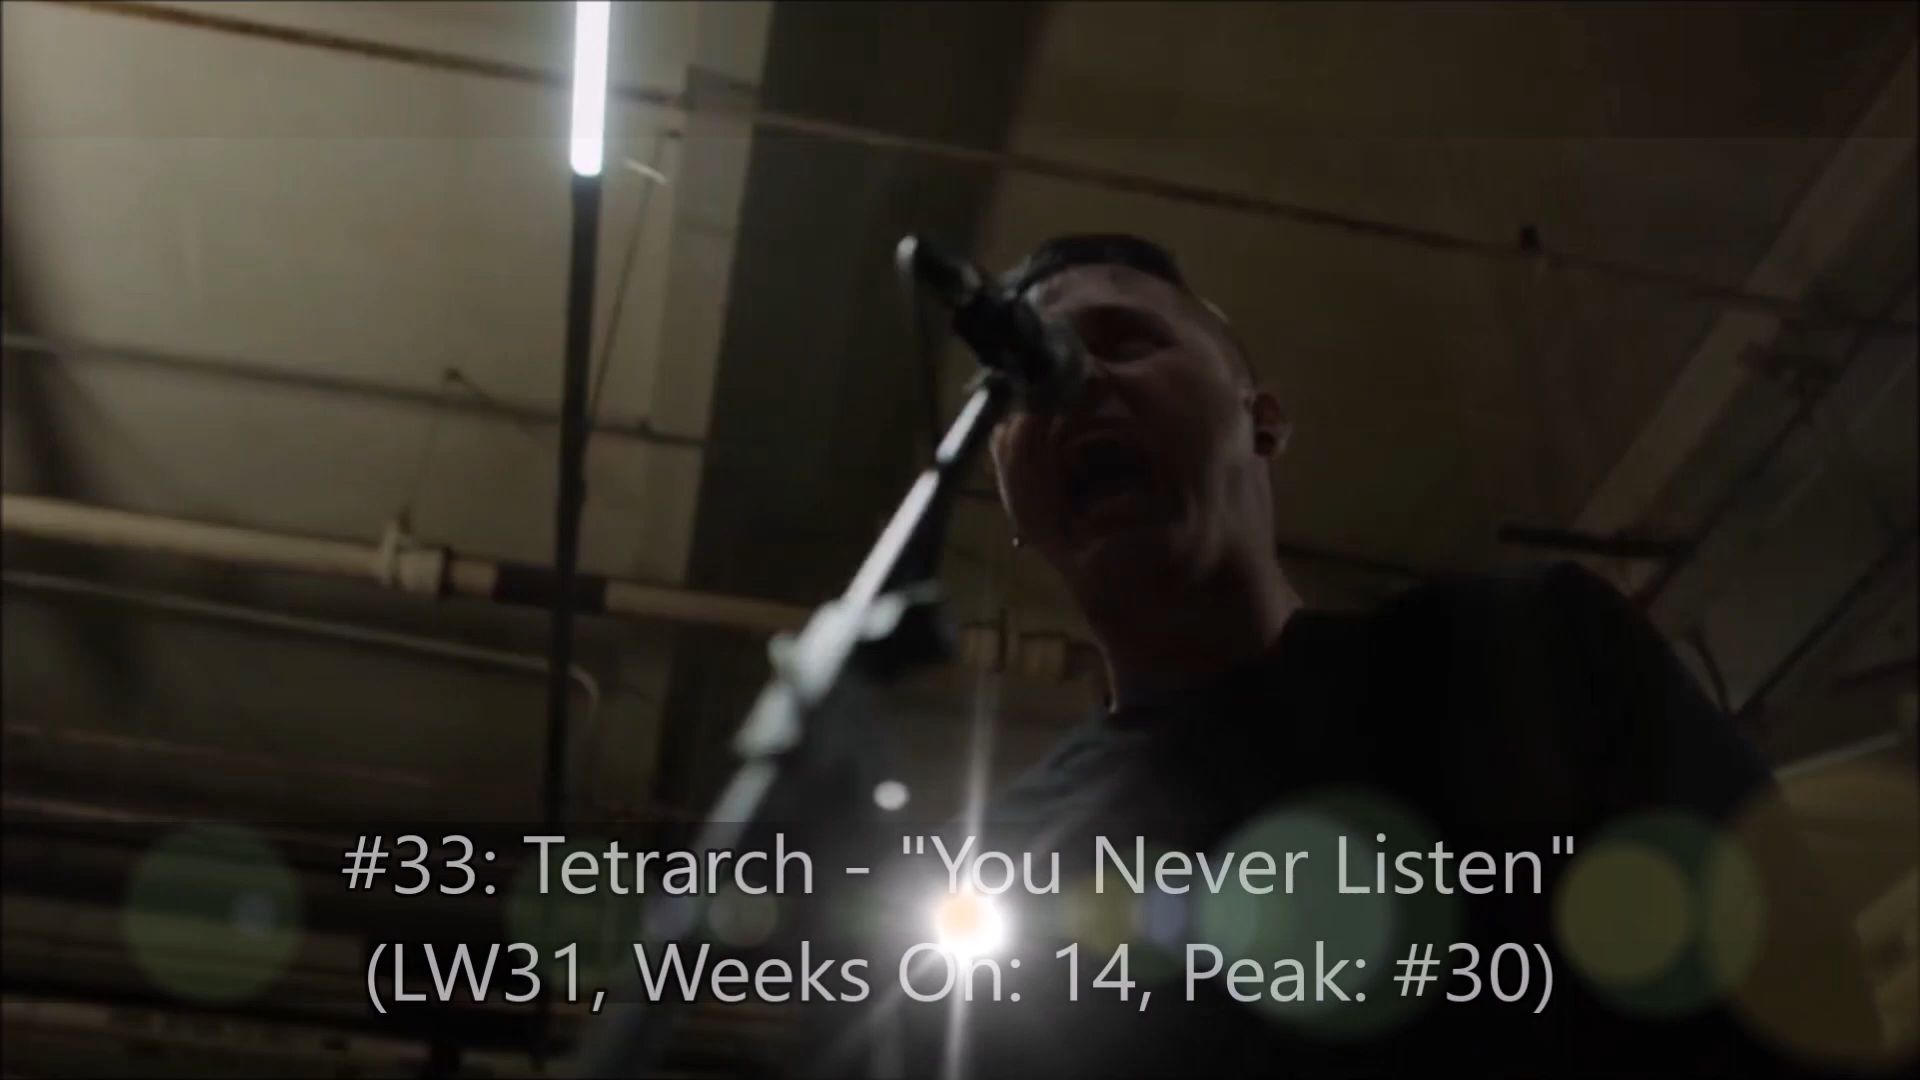 #33: Tetrarch - "You Never Listen"
(LW31, Weeks On: 14, Peak: #30)